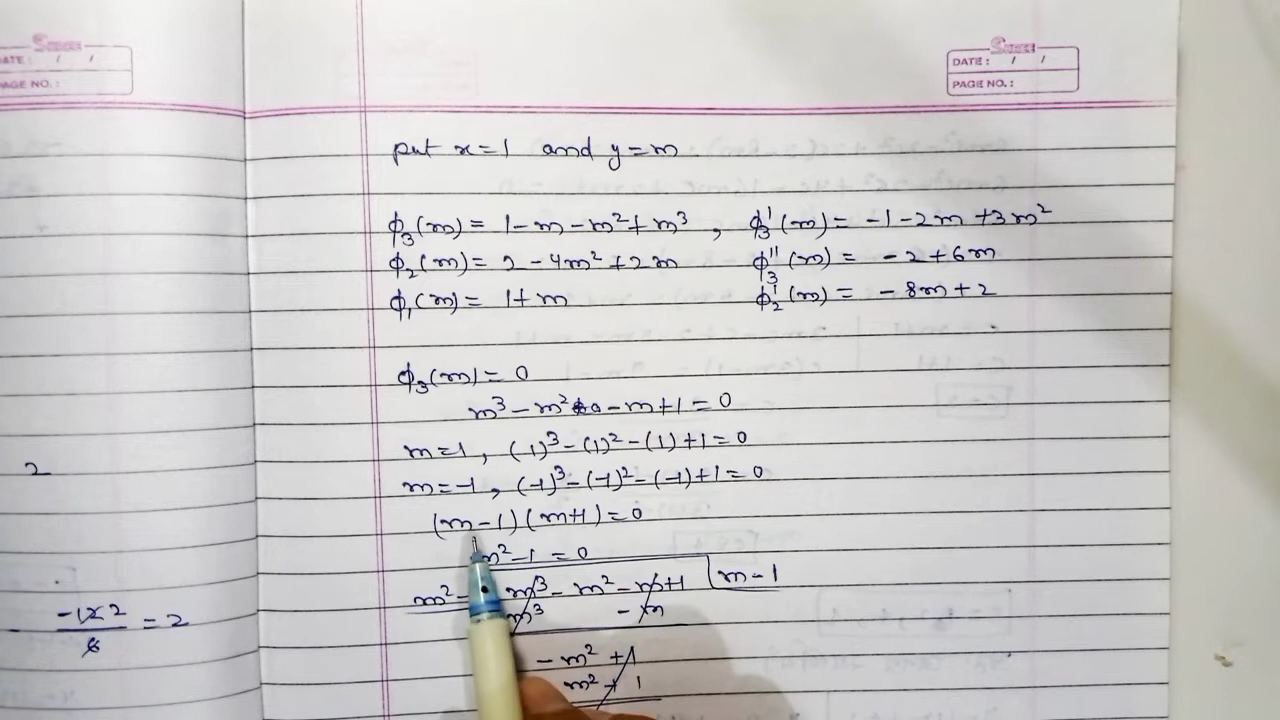 DATE: / /
PAGE NO.:
DATE: / /
PAGE NO.:
put x=1 and y=m
ϕ₃(m) = 1-m-m²+m³, ϕ₃'(m) = -1-2m+3m²
ϕ₂(m) = 2-4m²+2m ϕ₃''(m) = -2+6m
ϕ₁(m) = 1+m ϕ₂'(m) = -8m+2
ϕ₃(m)=0
m³-m²-m+1=0
m=1, (1)³-(1)²-(1)+1=0
m=-1, (-1)³-(-1)²-(-1)+1=0
(m-1)(m+1)=0
m²-1=0
m²- m³-m²-m+1 m-1
m³ -m
-m²+1
m²+1
2
-12 2
= 2
6